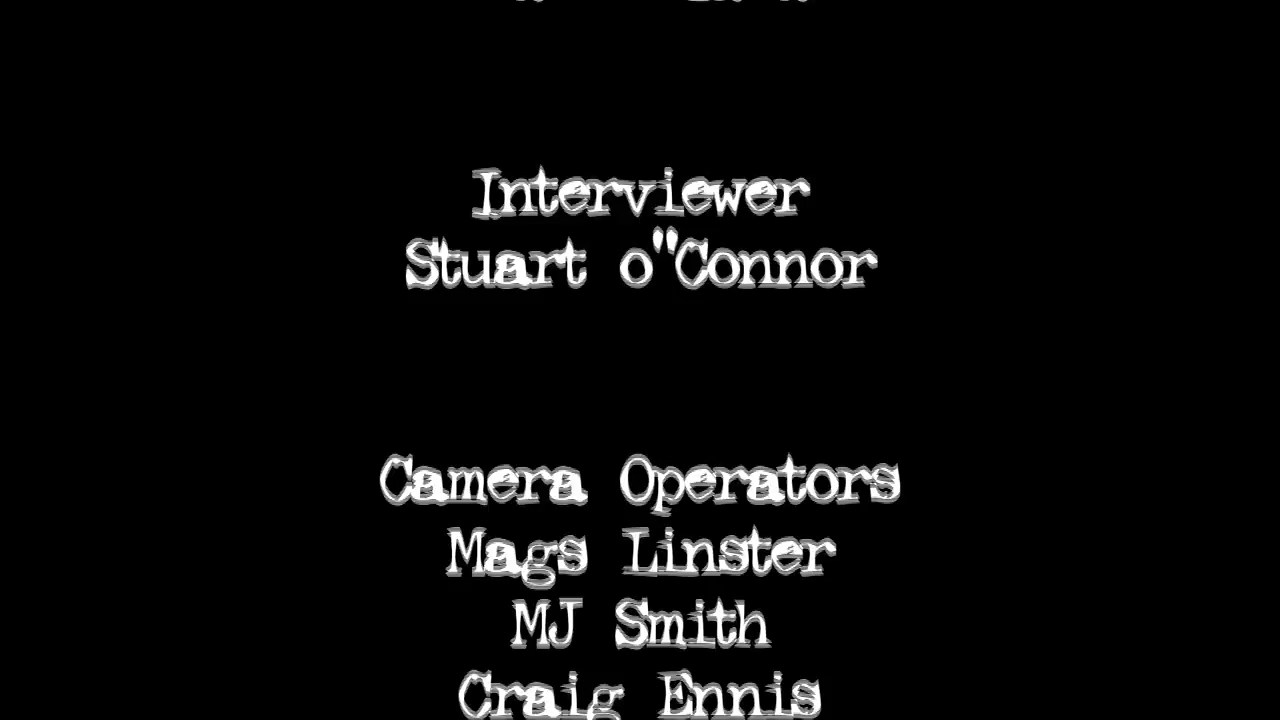 Interviewer
Stuart o"Connor
Camera Operators
Mags Linster
MJ Smith
Craig Ennis